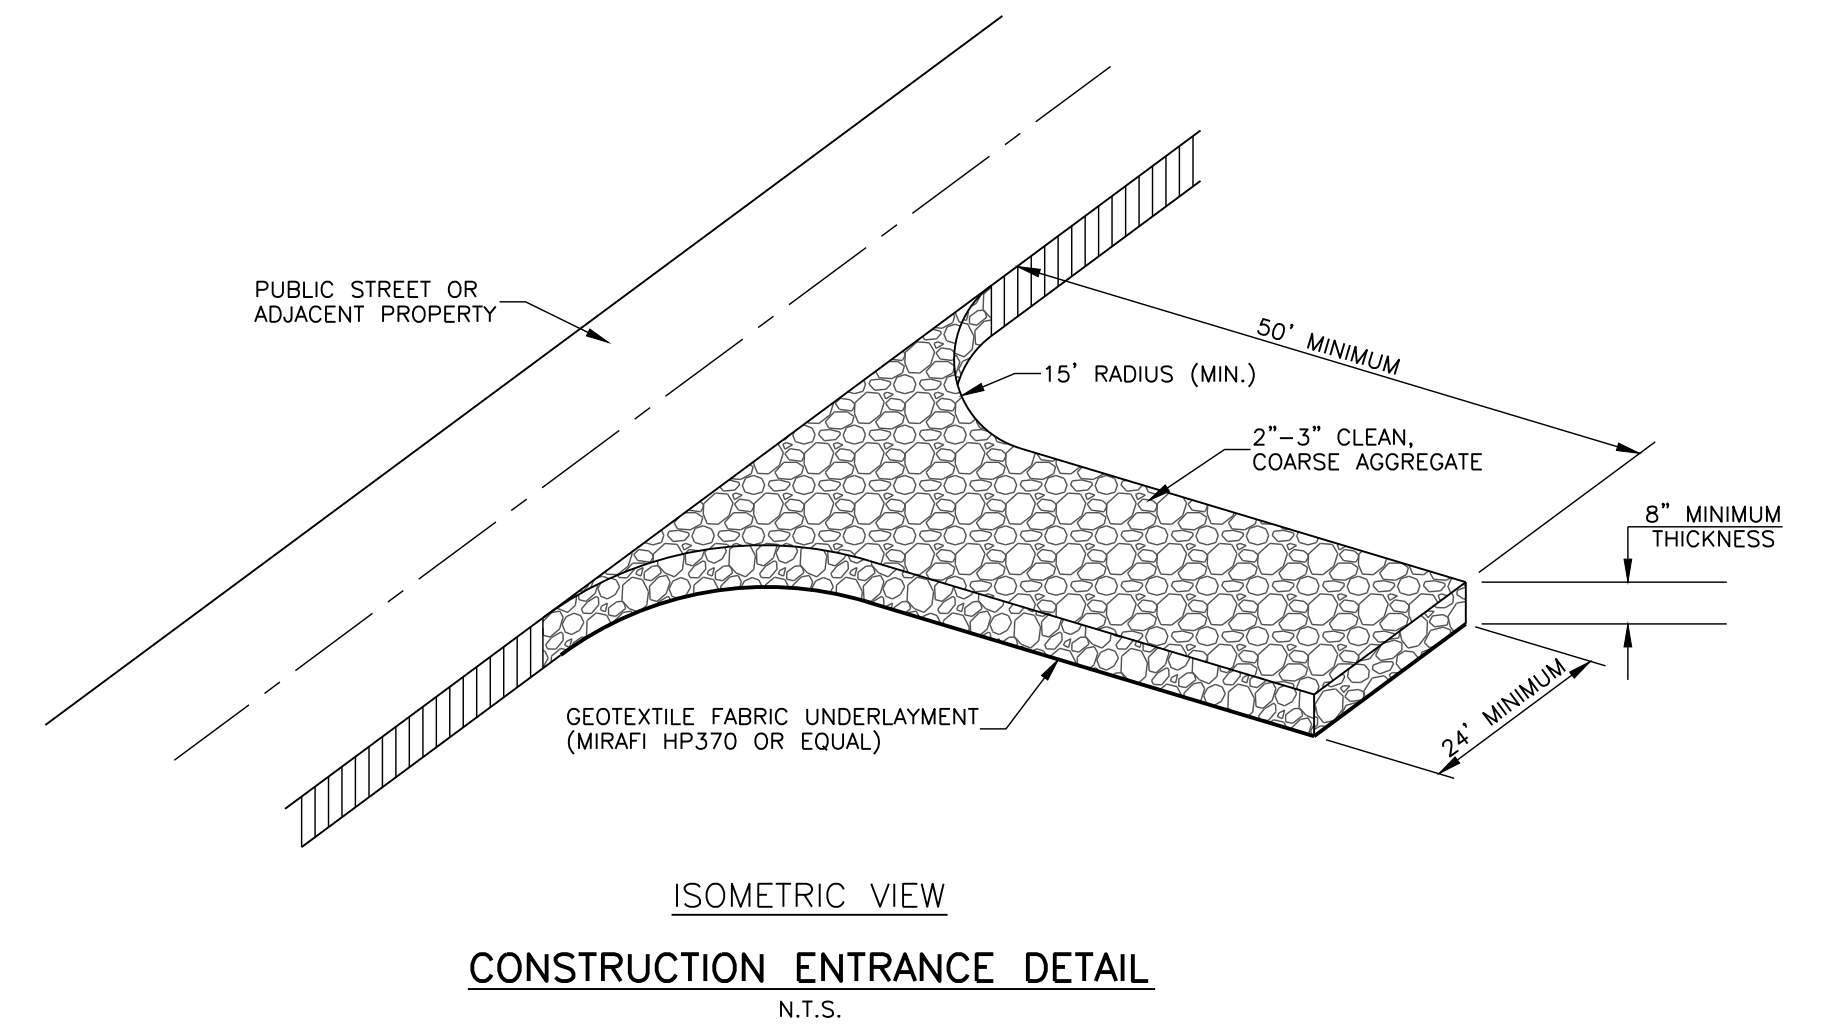 PUBLIC STREET OR
ADJACENT PROPERTY
50' MINIMUM
15' RADIUS (MIN.)
2"-3" CLEAN,
COARSE AGGREGATE
8" MINIMUM
THICKNESS
24' MINIMUM
GEOTEXTILE FABRIC UNDERLAYMENT
(MIRAFI HP370 OR EQUAL)
ISOMETRIC VIEW
CONSTRUCTION ENTRANCE DETAIL
N.T.S.